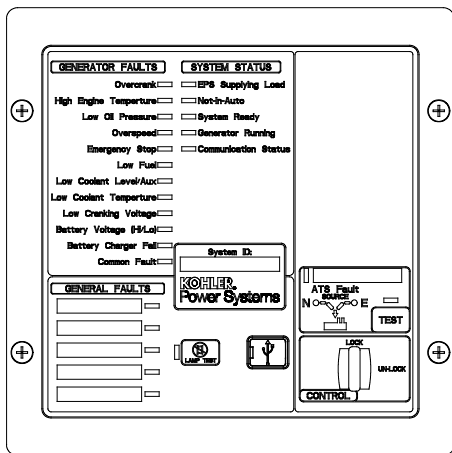 GENERATOR FAULTS
Overcrank
High Engine Temperture
Low Oil Pressure
Overspeed
Emergency Stop
Low Fuel
Low Coolant Level/Aux
Low Coolant Temperture
Low Cranking Voltage
Battery Voltage (Hi/Lo)
Battery Charger Fail
Common Fault
SYSTEM STATUS
EPS Supplying Load
Not-in-Auto
System Ready
Generator Running
Communication Status
System ID:
KOHLER.
Power Systems
GENERAL FAULTS
LAMP TEST
ATS Fault
SOURCE
N E
TEST
LOCK
UN-LOCK
CONTROL